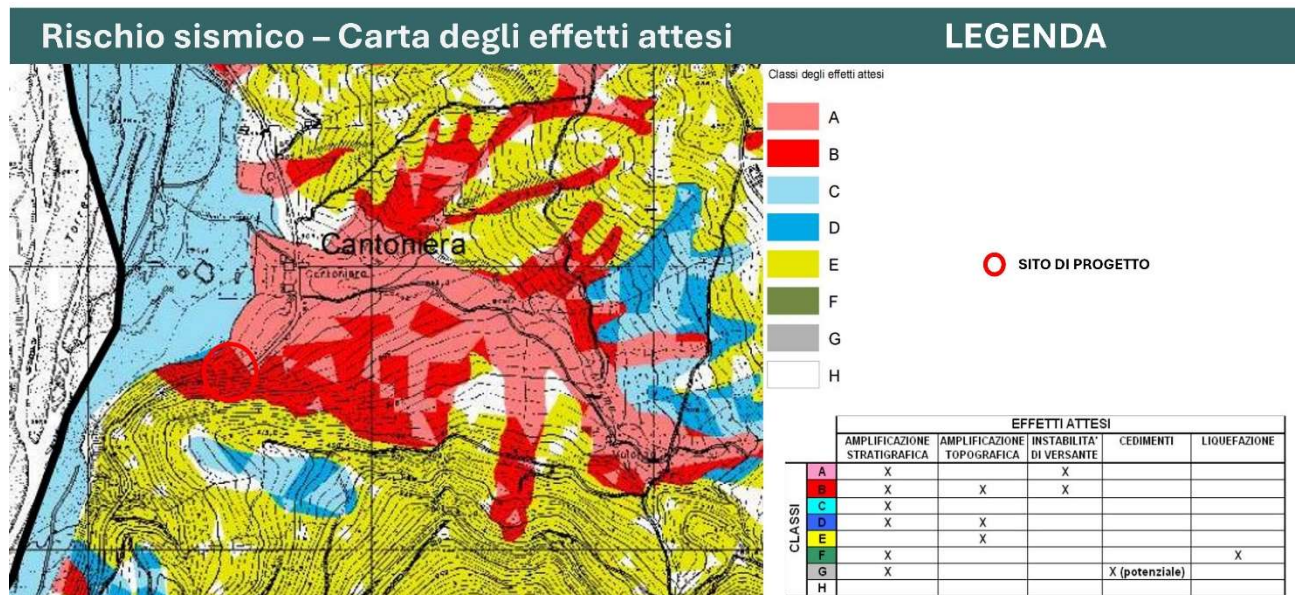 Rischio sismico – Carta degli effetti attesi
LEGENDA
Cantoniera
Classi degli effetti attesi
A
B
C
D
E
F
G
H
SITO DI PROGETTO
EFFETTI ATTESI
AMPLIFICAZIONE STRATIGRAFICA AMPLIFICAZIONE TOPOGRAFICA INSTABILITA' DI VERSANTE CEDIMENTI LIQUEFAZIONE
CLASSI
A X X
B X X X
C X
D X X
E X
F X X
G X X (potenziale)
H